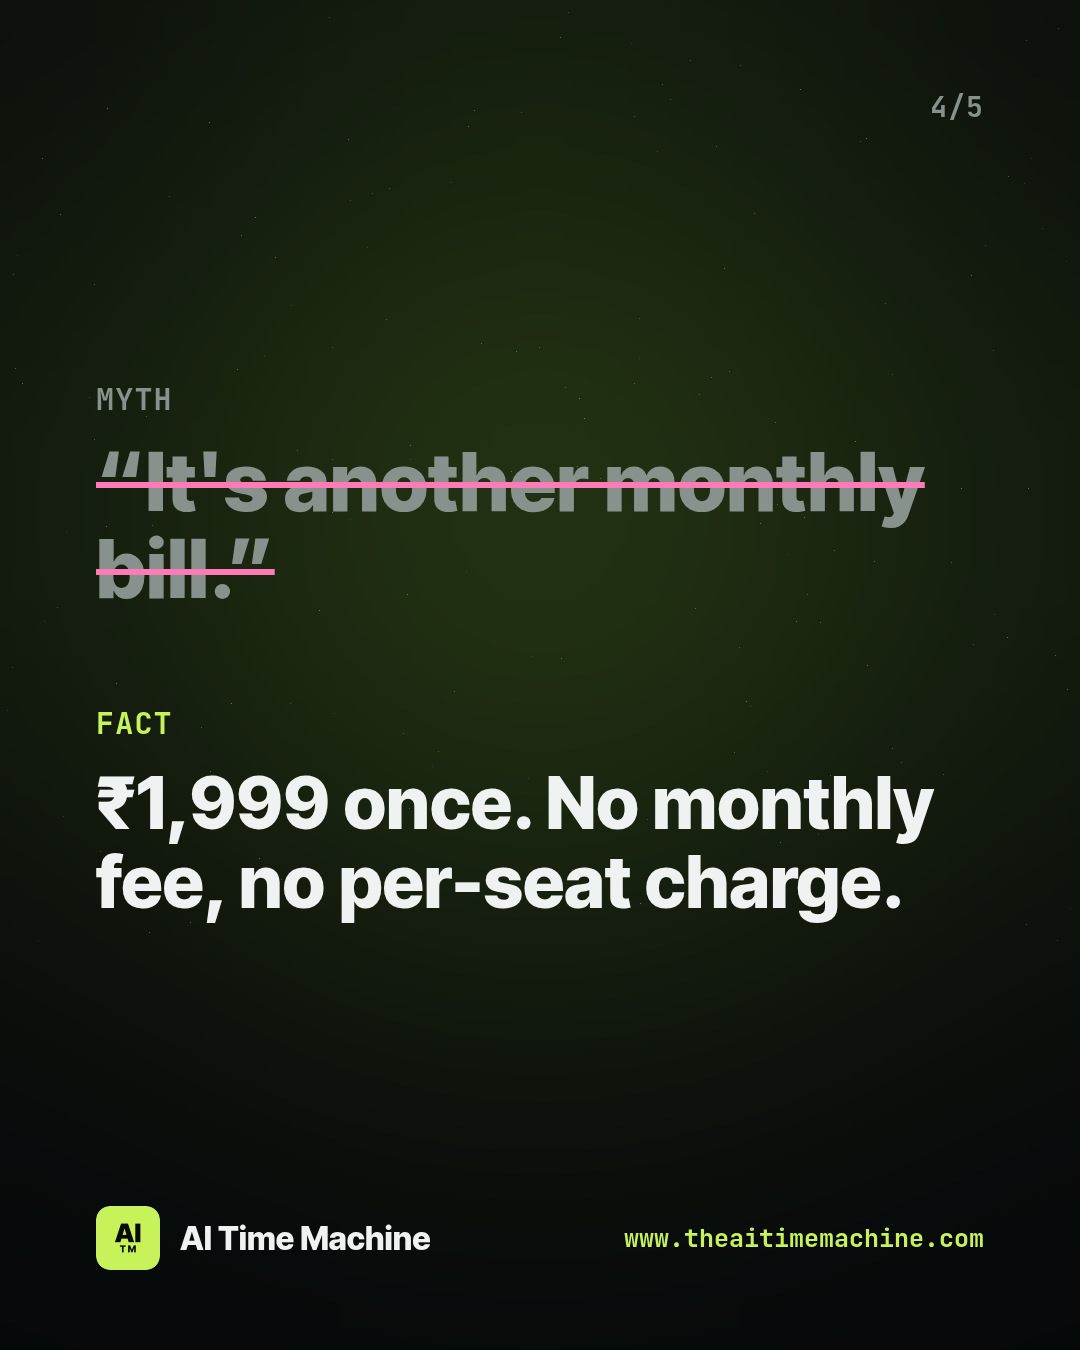 4/5
MYTH
“It's another monthly
bill.”
FACT
₹1,999 once. No monthly
fee, no per-seat charge.
AI
TM
AI Time Machine
www.theaitimemachine.com